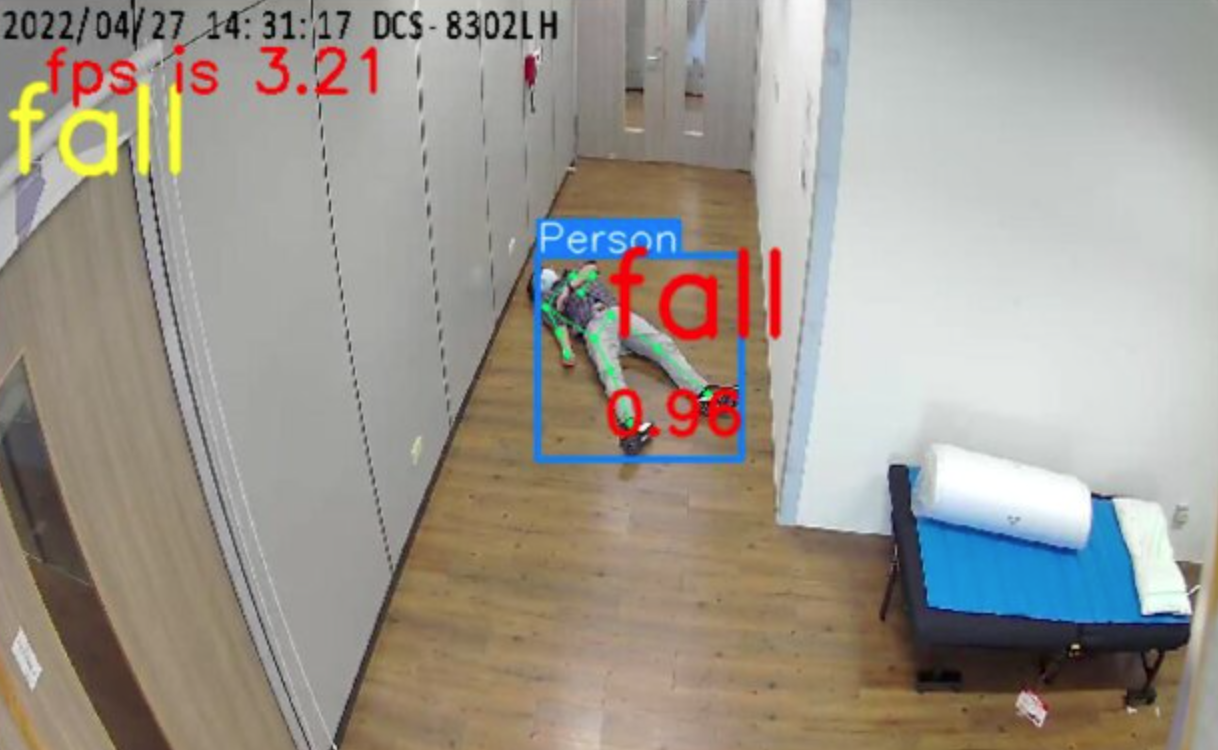 2022/04/27 14:31:17 DCS-8302LH
fps is 3.21
fall
Person
fall
0.96